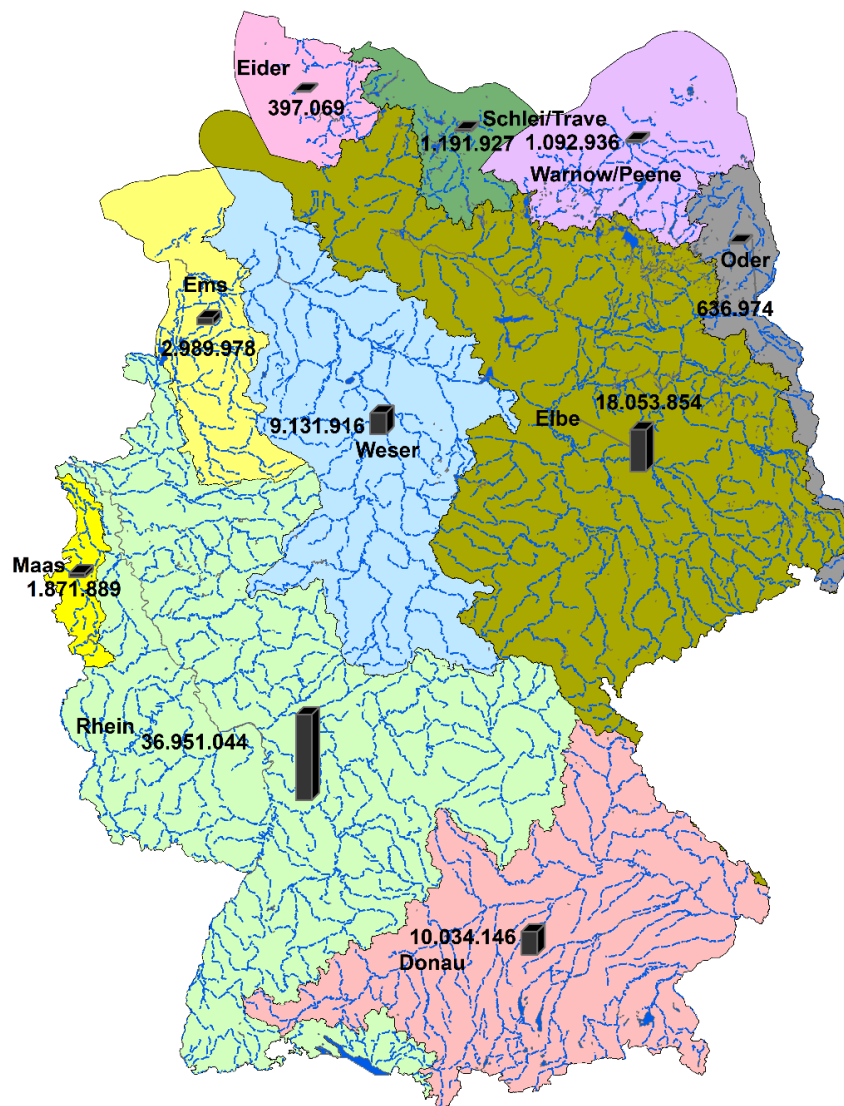 Eider
397.069
Schlei/Trave
1.191.927
1.092.936
Warnow/Peene
Oder
636.974
Ems
2.989.978
18.053.854
Elbe
9.131.916
Weser
Maas
1.871.889
Rhein
36.951.044
10.034.146
Donau